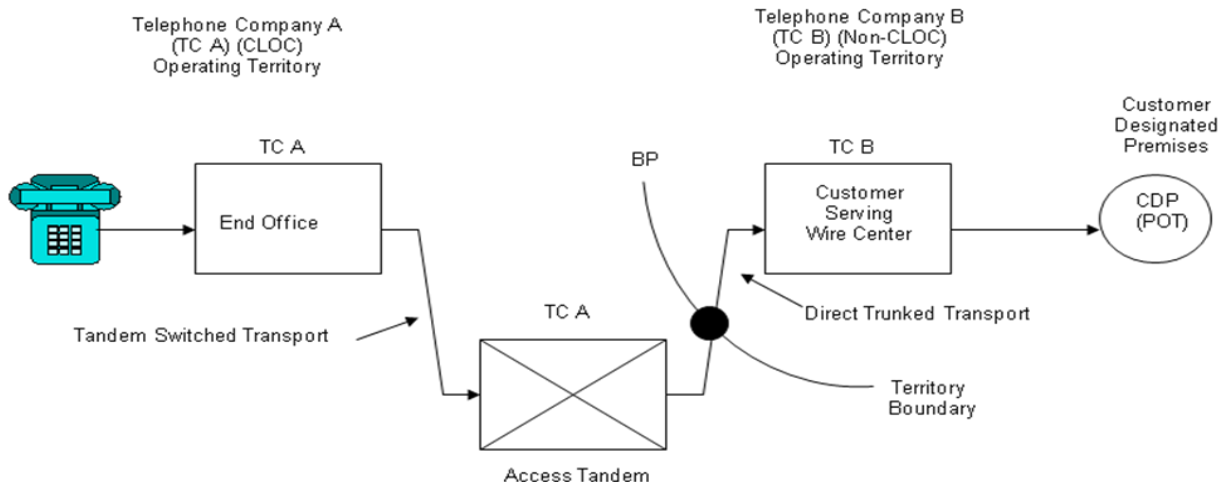 Telephone Company A
(TC A) (CLOC)
Operating Territory
Telephone Company B
(TC B) (Non-CLOC)
Operating Territory
Customer
Designated
Premises
TC A
BP
TC B
End Office
Customer
Serving
Wire Center
CDP
(POT)
Tandem Switched Transport
TC A
Direct Trunked Transport
Territory
Boundary
Access Tandem